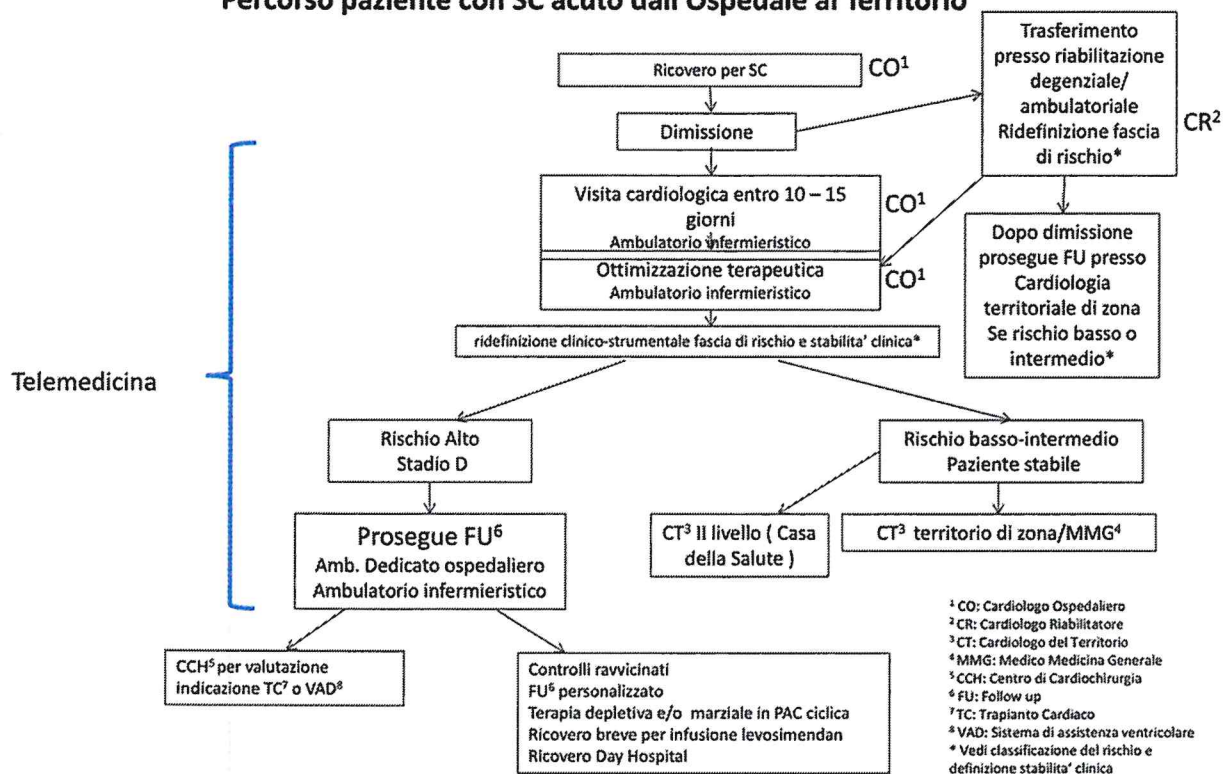 Percorso paziente con SC acuto dall'Ospedale al Territorio
Ricovero per SC
CO¹
Dimissione
Trasferimento
presso riabilitazione
degenziale/
ambulatoriale
Ridefinizione fascia
di rischio*
CR²
Visita cardiologica entro 10 – 15
giorni
Ambulatorio infermieristico
CO¹
Ottimizzazione terapeutica
Ambulatorio infermieristico
CO¹
Dopo dimissione
prosegue FU presso
Cardiologia
territoriale di zona
Se rischio basso o
intermedio*
ridefinizione clinico-strumentale fascia di rischio e stabilita' clinica*
Telemedicina
Rischio Alto
Stadio D
Rischio basso-intermedio
Paziente stabile
Prosegue FU⁶
Amb. Dedicato ospedaliero
Ambulatorio infermieristico
CT³ II livello ( Casa
della Salute )
CT³ territorio di zona/MMG⁴
CCH⁵ per valutazione
indicazione TC⁷ o VAD⁸
Controlli ravvicinati
FU⁶ personalizzato
Terapia depletiva e/o marziale in PAC ciclica
Ricovero breve per infusione levosimendan
Ricovero Day Hospital
¹ CO: Cardiologo Ospedaliero
² CR: Cardiologo Riabilitatore
³ CT: Cardiologo del Territorio
⁴ MMG: Medico Medicina Generale
⁵ CCH: Centro di Cardiochirurgia
⁶ FU: Follow up
⁷ TC: Trapianto Cardiaco
⁸ VAD: Sistema di assistenza ventricolare
* Vedi classificazione del rischio e
definizione stabilita' clinica